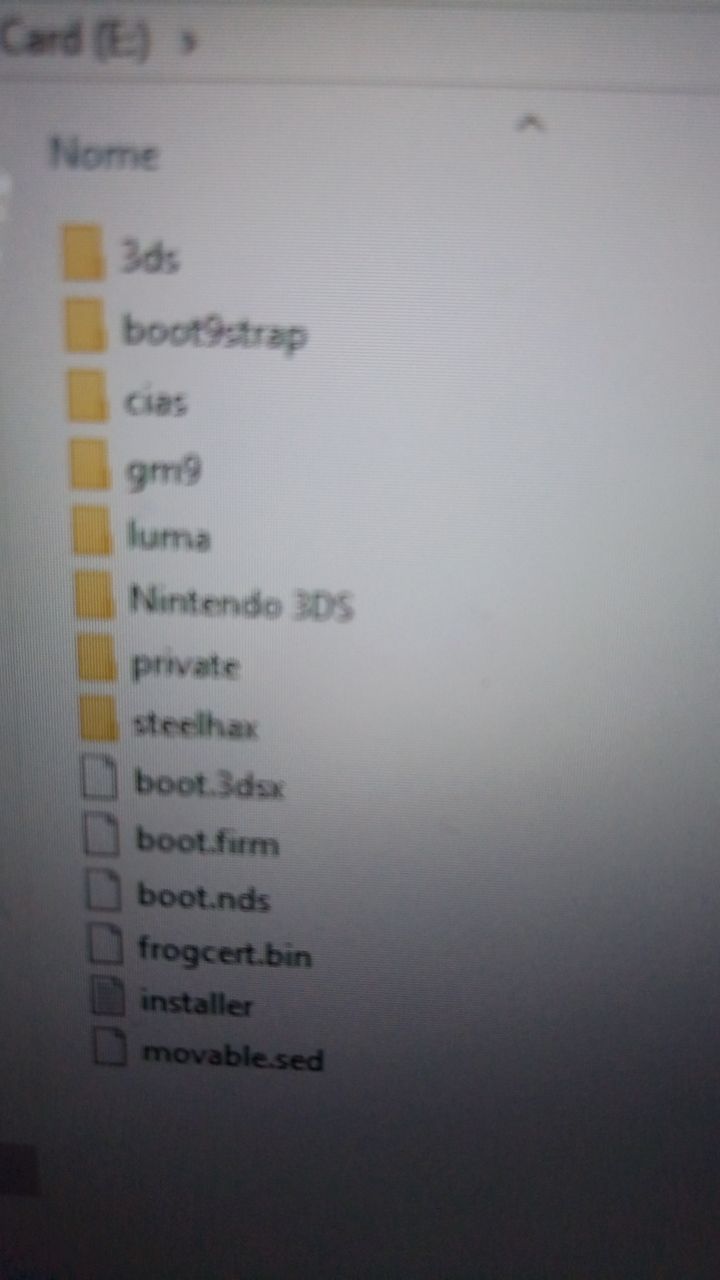 Card (E:) >
Nome
3ds
boot9strap
cias
gm9
luma
Nintendo 3DS
private
steelhax
boot.3dsx
boot.firm
boot.nds
frogcert.bin
installer
movable.sed